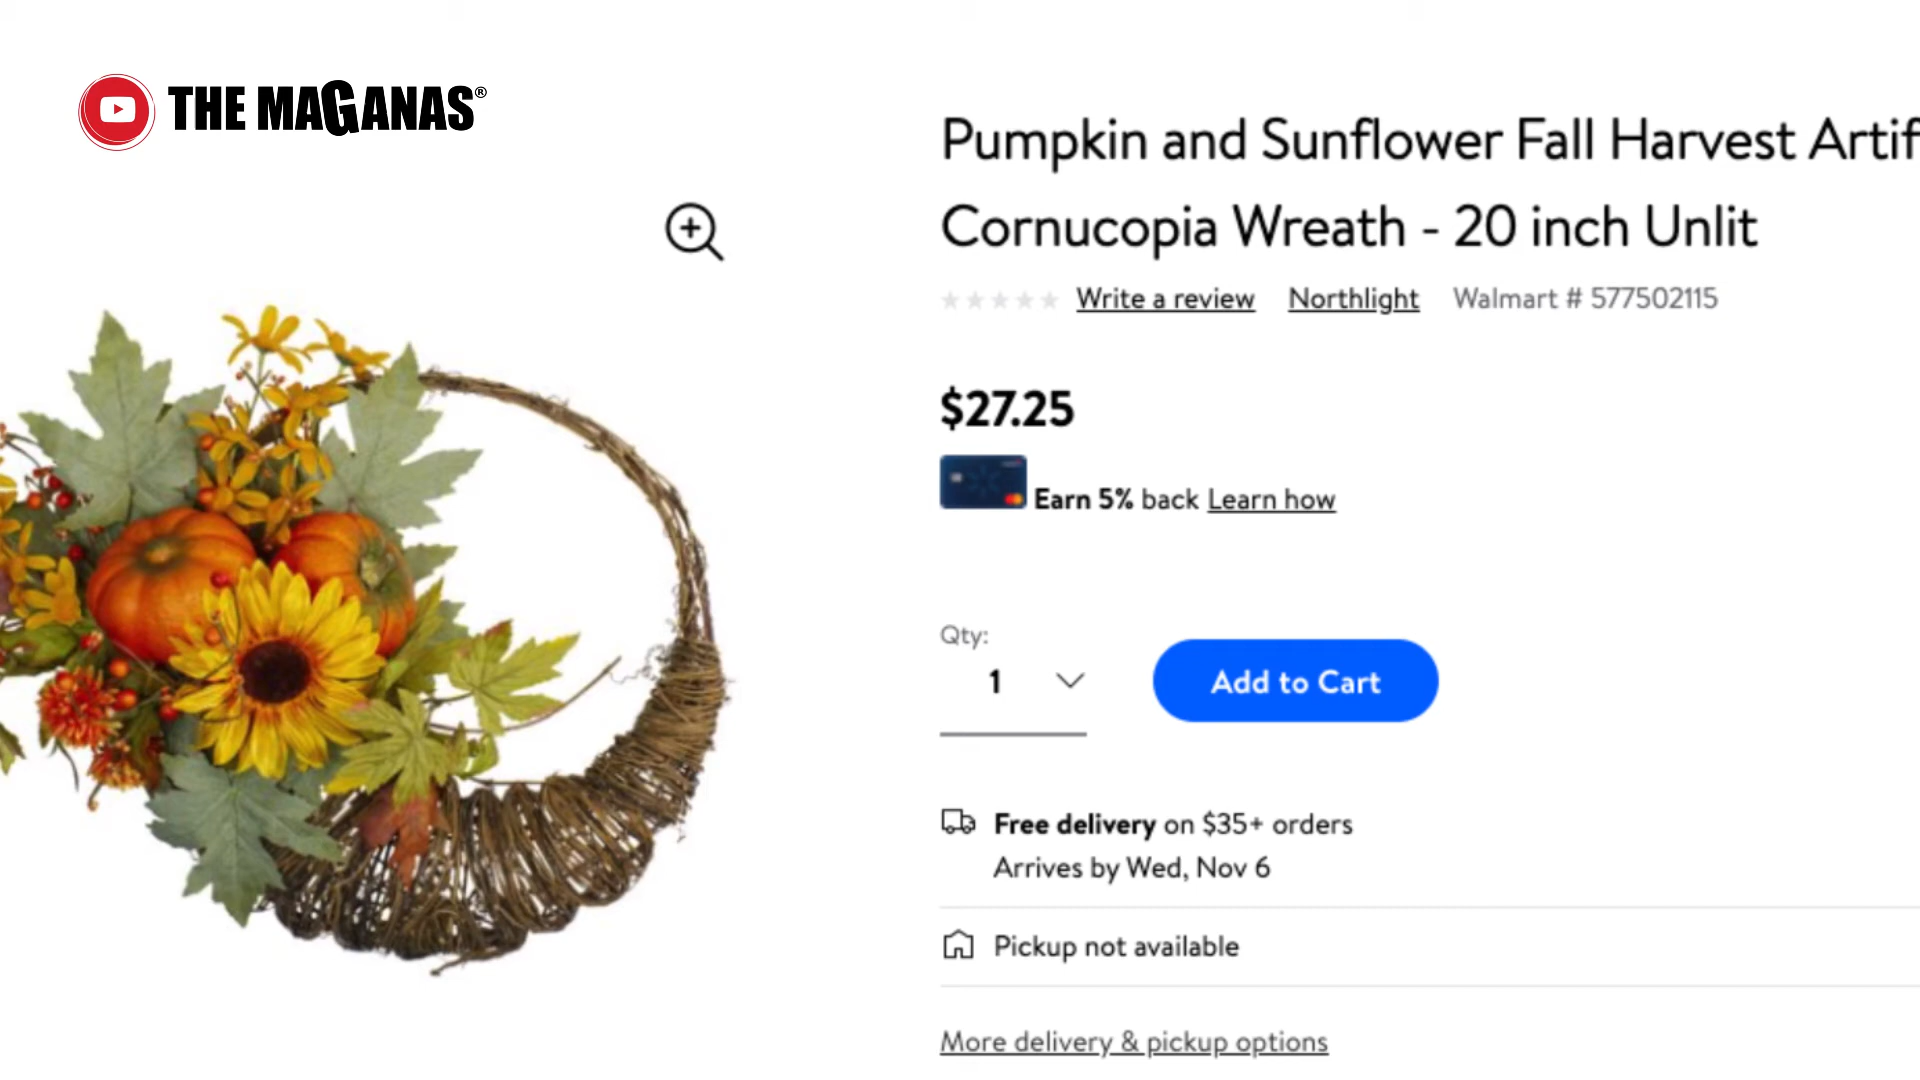 THE MAGANAS®
Pumpkin and Sunflower Fall Harvest Artif
Cornucopia Wreath - 20 inch Unlit
Write a review Northlight Walmart # 577502115
$27.25
Earn 5% back Learn how
Qty:
1
Add to Cart
Free delivery on $35+ orders
Arrives by Wed, Nov 6
Pickup not available
More delivery & pickup options